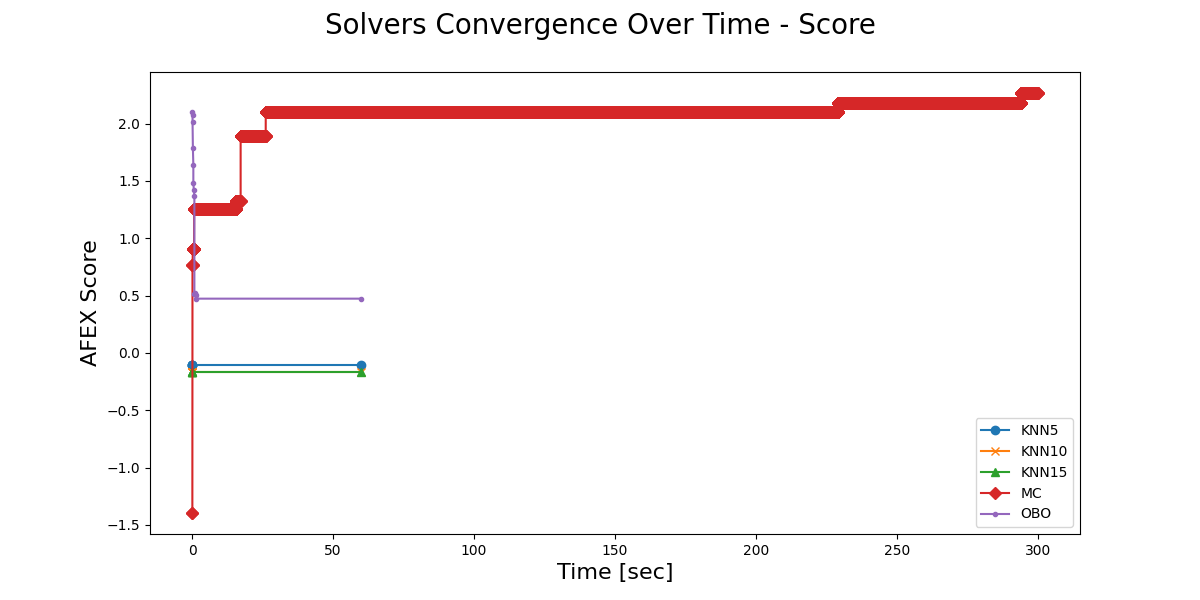 Solvers Convergence Over Time - Score
AFEX Score
2.0
1.5
1.0
0.5
0.0
−0.5
−1.0
−1.5
0 50 100 150 200 250 300
Time [sec]
KNN5
KNN10
KNN15
MC
OBO